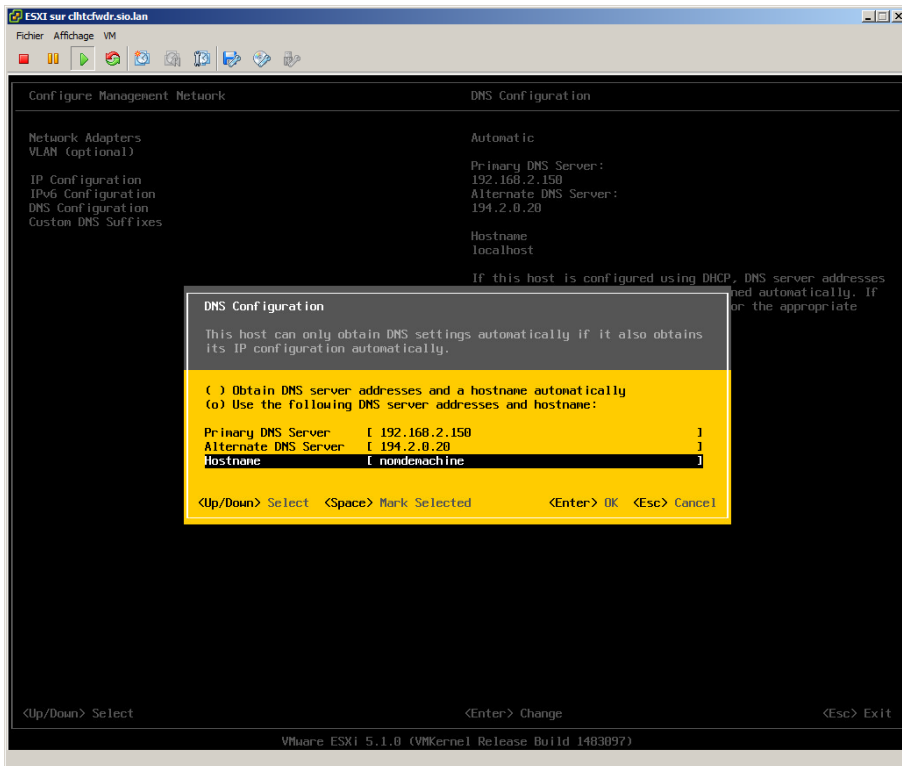 ESXI sur clhtcfwdr.sio.lan
Fichier Affichage VM
Configure Management Network
DNS Configuration
Network Adapters
VLAN (optional)
IP Configuration
IPv6 Configuration
DNS Configuration
Custom DNS Suffixes
Automatic
Primary DNS Server:
192.168.2.150
Alternate DNS Server:
194.2.0.20
Hostname
localhost
If this host is configured using DHCP, DNS server addresses
ned automatically. If
or the appropriate
DNS Configuration
This host can only obtain DNS settings automatically if it also obtains
its IP configuration automatically.
( ) Obtain DNS server addresses and a hostname automatically
(o) Use the following DNS server addresses and hostname:
Primary DNS Server [ 192.168.2.150 ]
Alternate DNS Server [ 194.2.0.20 ]
Hostname [ nomdemachine ]
<Up/Down> Select <Space> Mark Selected <Enter> OK <Esc> Cancel
<Up/Down> Select <Enter> Change <Esc> Exit
VMware ESXi 5.1.0 (VMKernel Release Build 1483097)